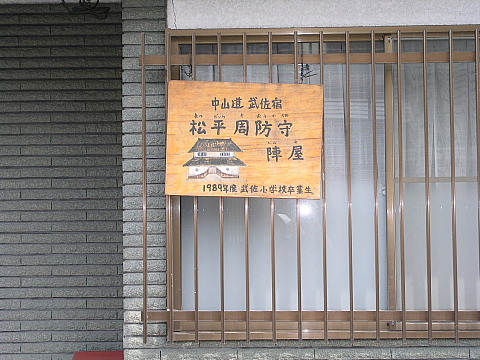 中山道 武佐宿
松平周防守
陣屋
1989年度 武佐小学校卒業生